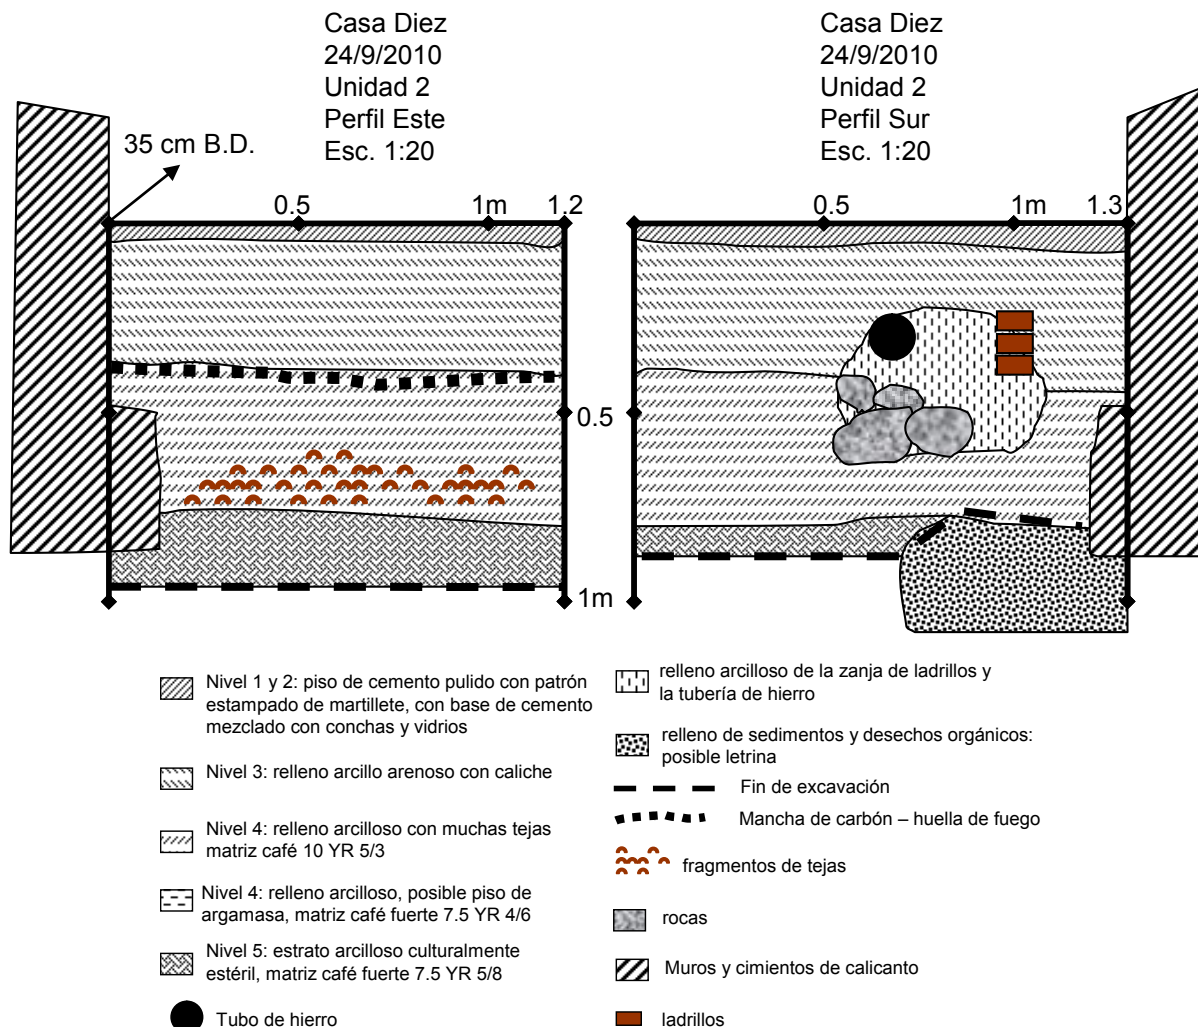 Casa Diez
24/9/2010
Unidad 2
Perfil Este
Esc. 1:20
Casa Diez
24/9/2010
Unidad 2
Perfil Sur
Esc. 1:20
35 cm B.D.
0.5
1m
1.2
0.5
1m
1.3
0.5
1m
Nivel 1 y 2: piso de cemento pulido con patrón
estampado de martillete, con base de cemento
mezclado con conchas y vidrios
Nivel 3: relleno arcillo arenoso con caliche
Nivel 4: relleno arcilloso con muchas tejas
matriz café 10 YR 5/3
Nivel 4: relleno arcilloso, posible piso de
argamasa, matriz café fuerte 7.5 YR 4/6
Nivel 5: estrato arcilloso culturalmente
estéril, matriz café fuerte 7.5 YR 5/8
Tubo de hierro
relleno arcilloso de la zanja de ladrillos y
la tubería de hierro
relleno de sedimentos y desechos orgánicos:
posible letrina
Fin de excavación
Mancha de carbón – huella de fuego
fragmentos de tejas
rocas
Muros y cimientos de calicanto
ladrillos